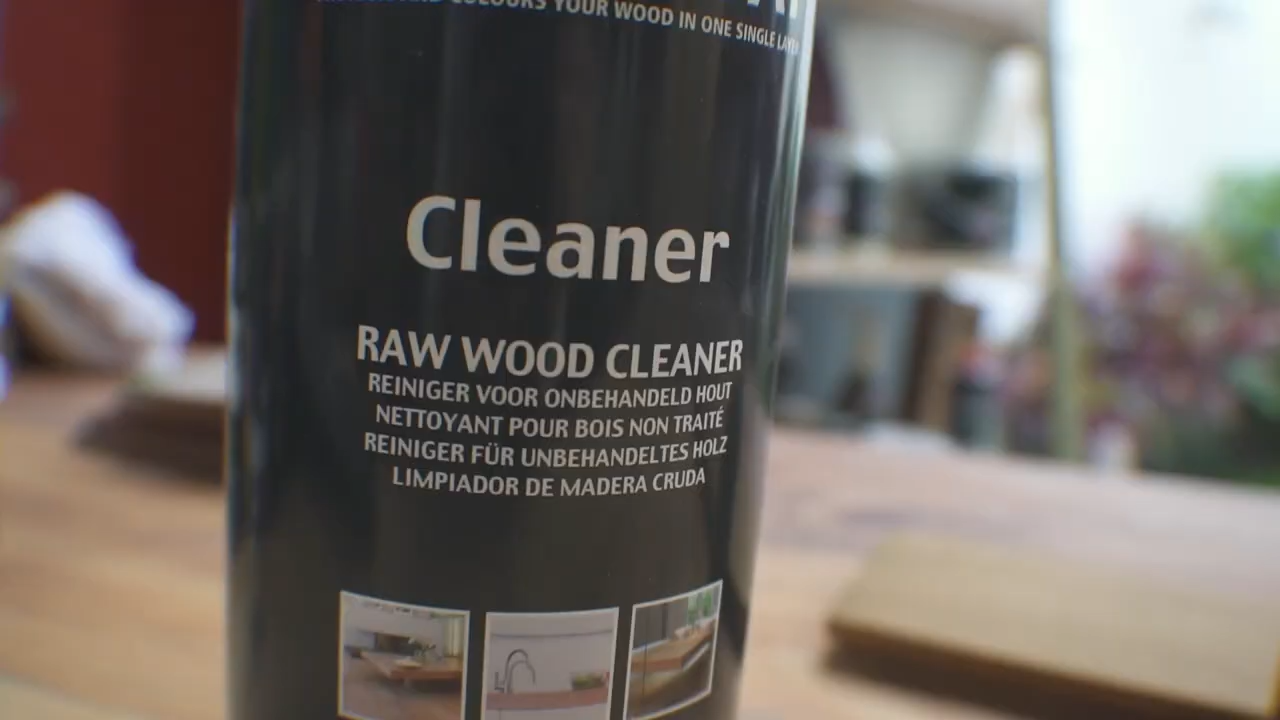 COLOURS YOUR WOOD IN ONE SINGLE LAYER
Cleaner
RAW WOOD CLEANER
REINIGER VOOR ONBEHANDELD HOUT
NETTOYANT POUR BOIS NON TRAITÉ
REINIGER FÜR UNBEHANDELTES HOLZ
LIMPIADOR DE MADERA CRUDA